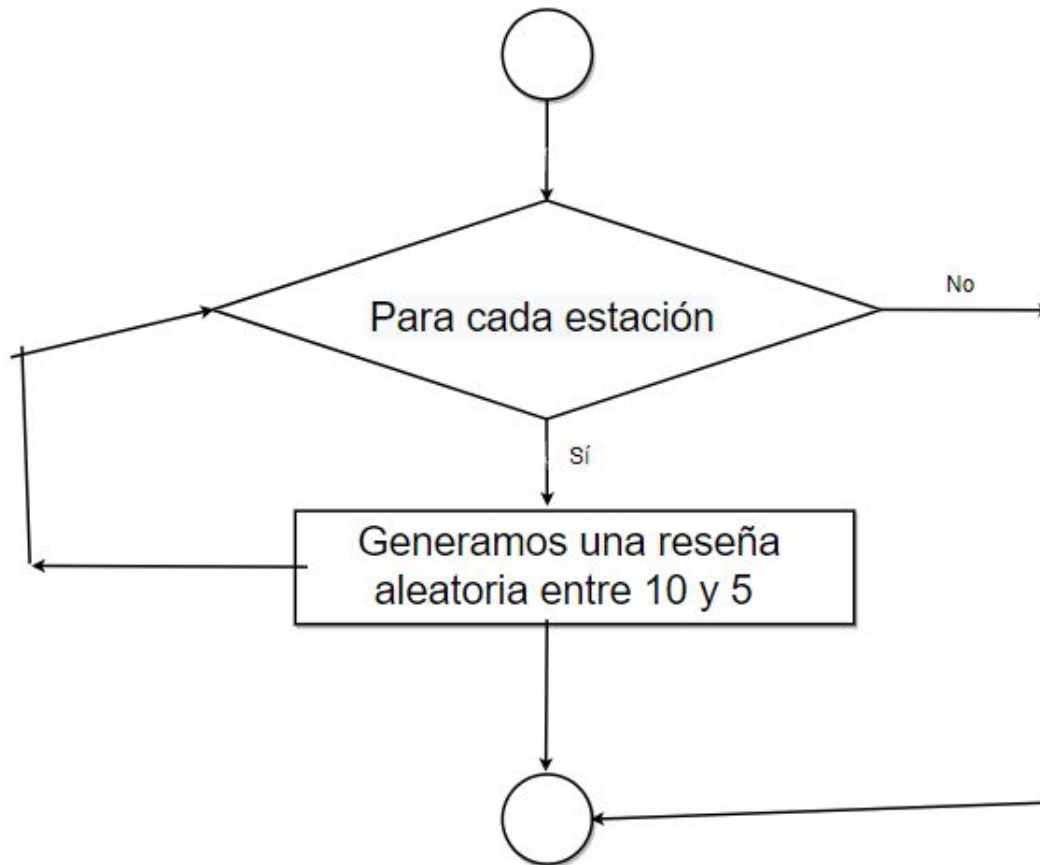 Para cada estación
No
Sí
Generamos una reseña
aleatoria entre 10 y 5